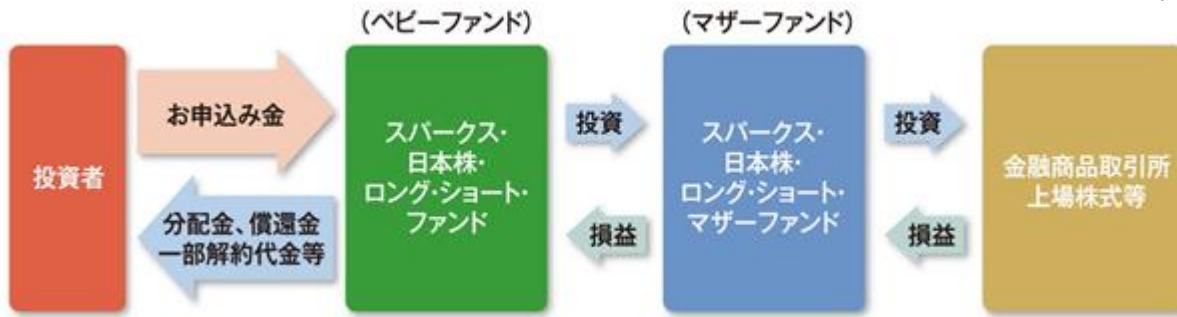 (ベビーファンド)
(マザーファンド)
投資者
お申込み金
分配金、償還金
一部解約代金等
スパークス・
日本株・
ロング・ショート・
ファンド
投資
損益
スパークス・
日本株・
ロング・ショート・
マザーファンド
投資
損益
金融商品取引所
上場株式等